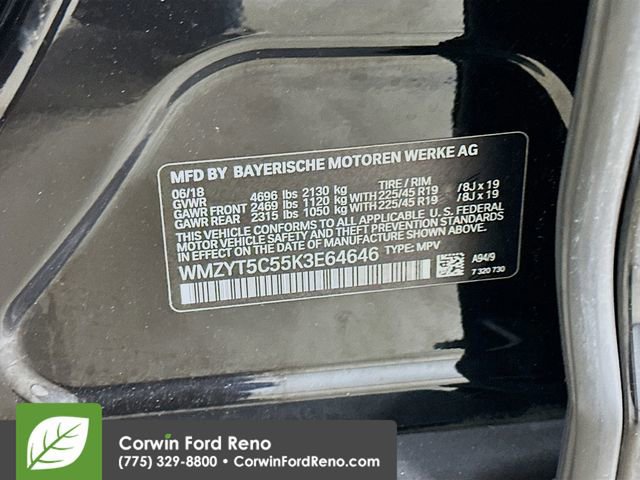 MFD BY BAYERISCHE MOTOREN WERKE AG
06/18 TIRE / RIM
GVWR 4696 lbs 2130 kg
GAWR FRONT 2469 lbs 1120 kg WITH 225/45 R19 /8J x 19
GAWR REAR 2315 lbs 1050 kg WITH 225/45 R19 /8J x 19
THIS VEHICLE CONFORMS TO ALL APPLICABLE U.S. FEDERAL
MOTOR VEHICLE SAFETY AND THEFT PREVENTION STANDARDS
IN EFFECT ON THE DATE OF MANUFACTURE SHOWN ABOVE.
WMZYT5C55K3E64646 TYPE: MPV
A94/9
7 320 730
Corwin Ford Reno
(775) 329-8800 • CorwinFordReno.com